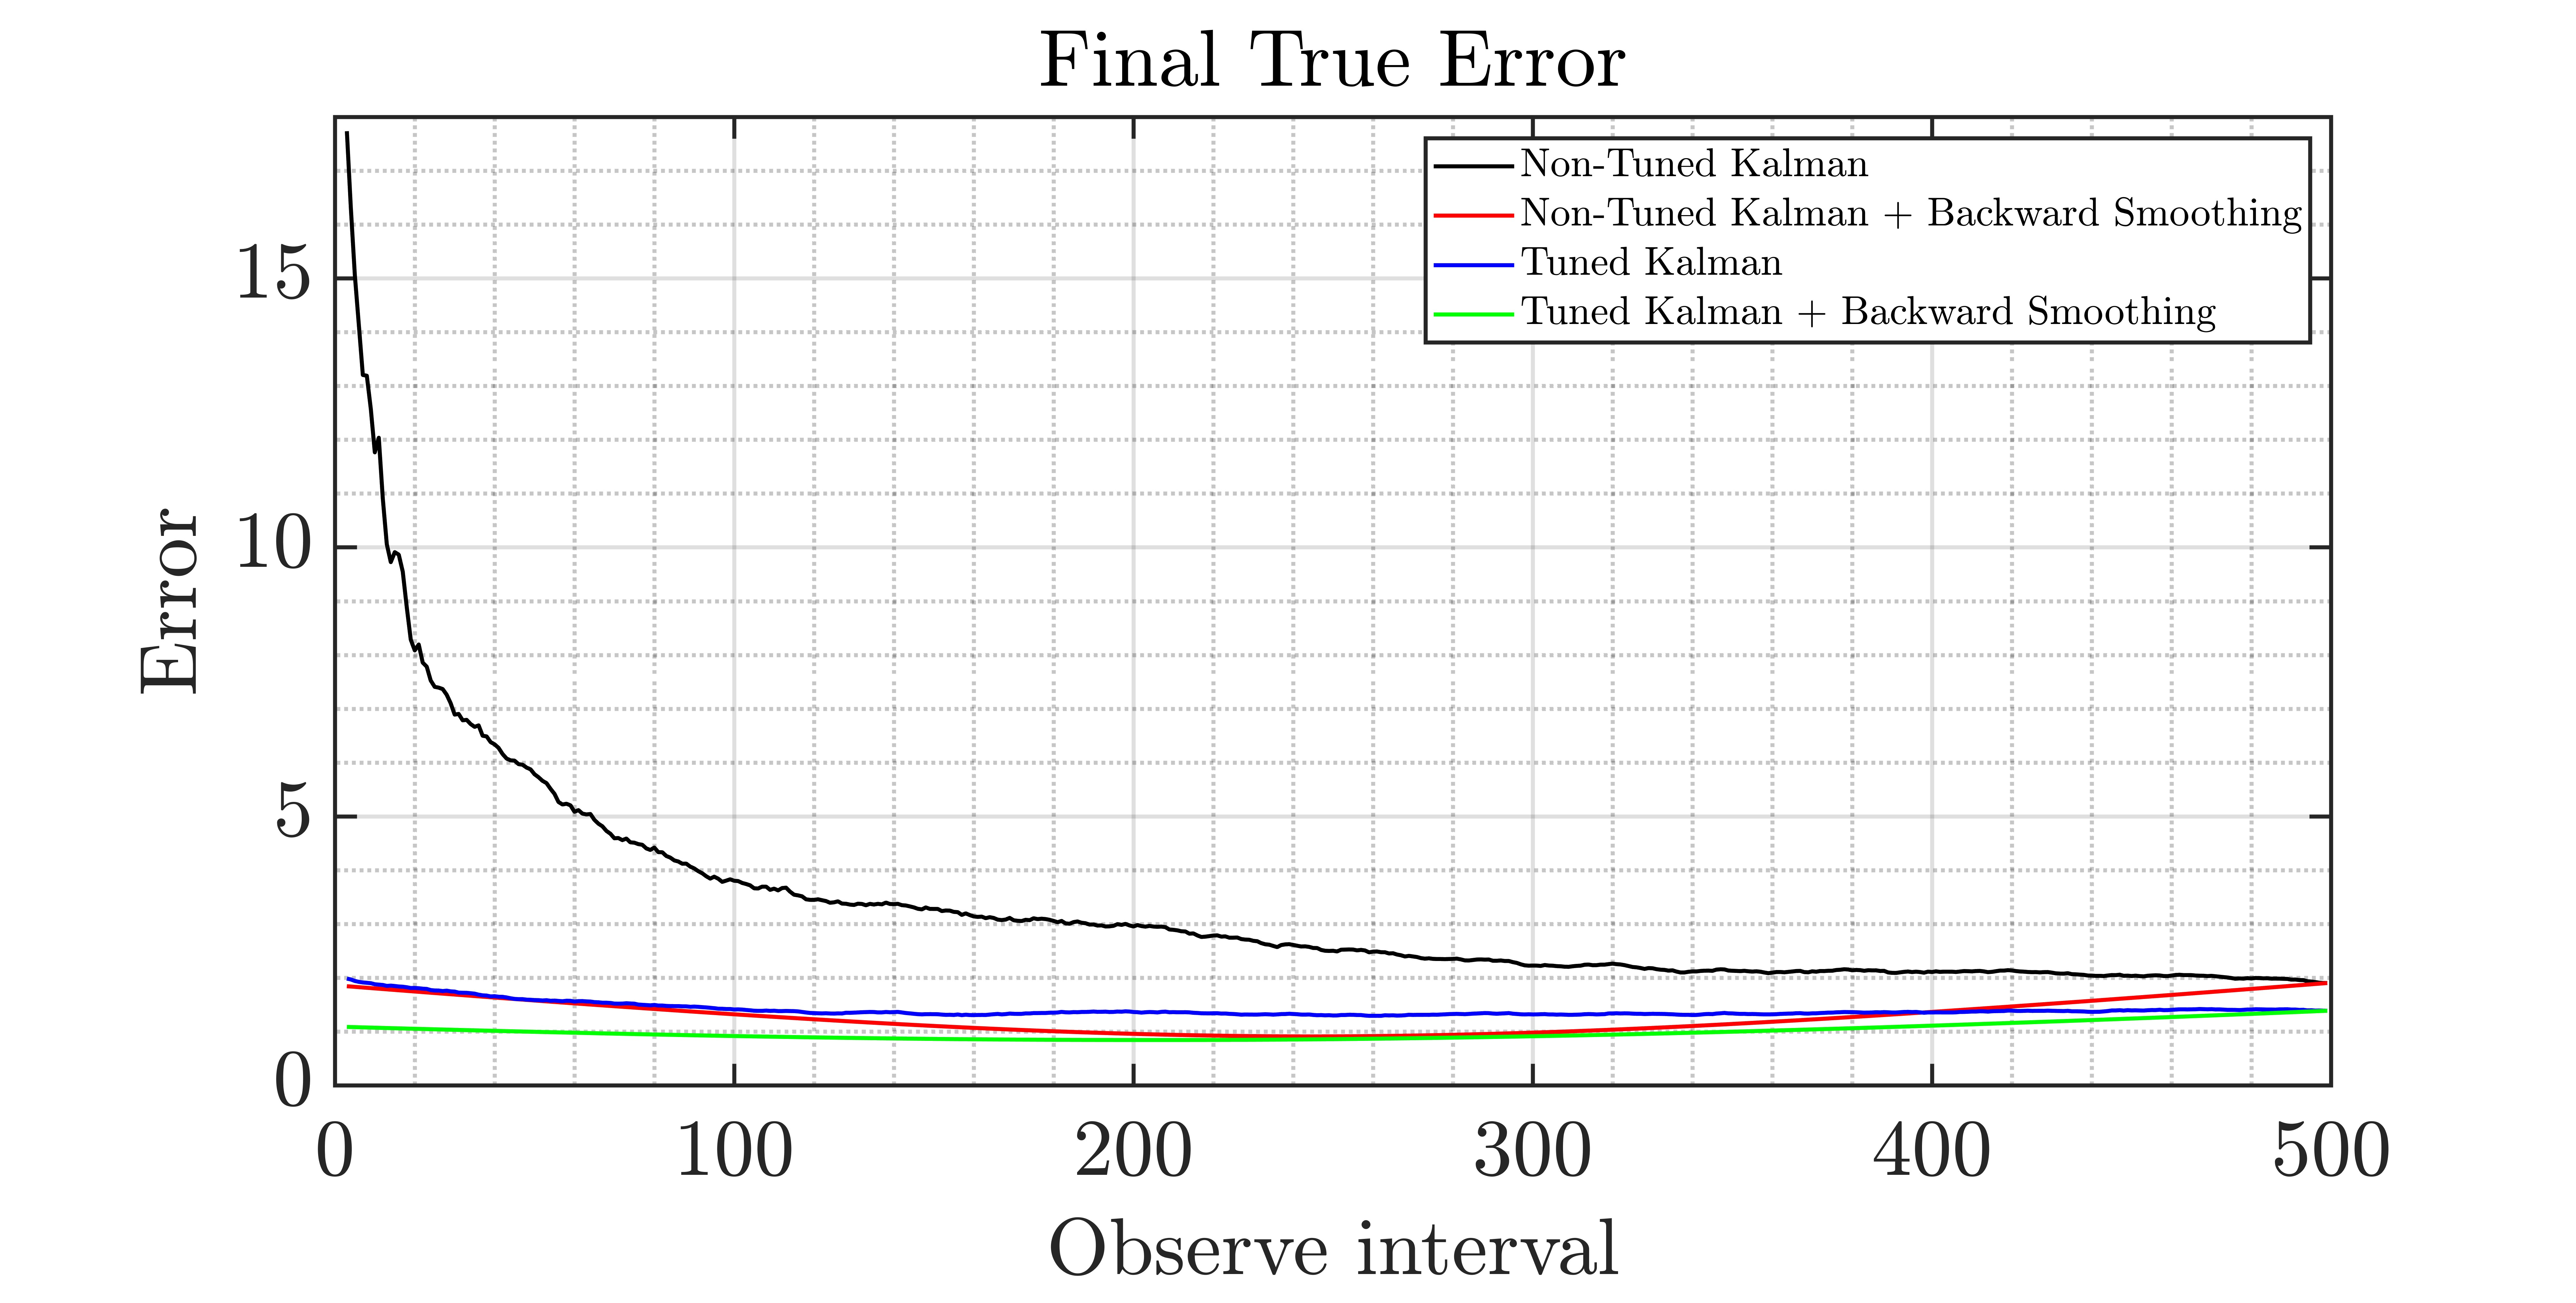 Final True Error
Non-Tuned Kalman
Non-Tuned Kalman + Backward Smoothing
Tuned Kalman
Tuned Kalman + Backward Smoothing
15
10
5
0
Error
0 100 200 300 400 500
Observe interval